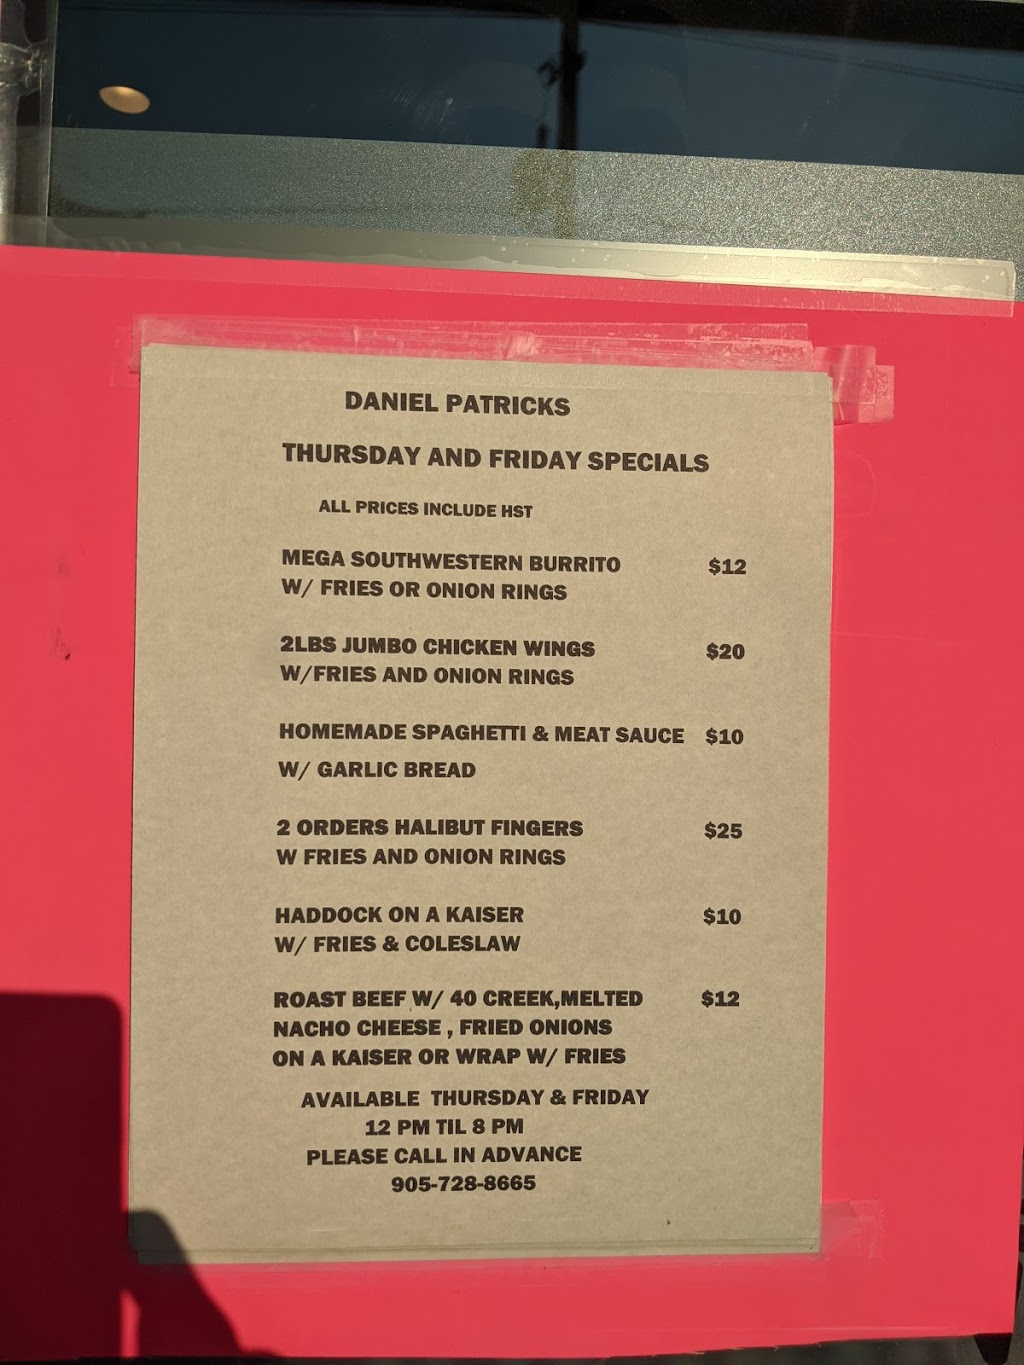 DANIEL PATRICKS
THURSDAY AND FRIDAY SPECIALS
ALL PRICES INCLUDE HST
MEGA SOUTHWESTERN BURRITO $12
W/ FRIES OR ONION RINGS
2LBS JUMBO CHICKEN WINGS $20
W/FRIES AND ONION RINGS
HOMEMADE SPAGHETTI & MEAT SAUCE $10
W/ GARLIC BREAD
2 ORDERS HALIBUT FINGERS $25
W FRIES AND ONION RINGS
HADDOCK ON A KAISER $10
W/ FRIES & COLESLAW
ROAST BEEF W/ 40 CREEK,MELTED $12
NACHO CHEESE , FRIED ONIONS
ON A KAISER OR WRAP W/ FRIES
AVAILABLE THURSDAY & FRIDAY
12 PM TIL 8 PM
PLEASE CALL IN ADVANCE
905-728-8665